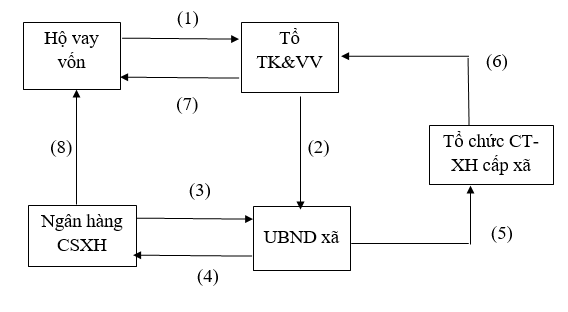 (1)
Hộ vay
vốn
Tổ
TK&VV
(6)
(7)
(8)
(2)
Tổ chức CT-
XH cấp xã
(3)
Ngân hàng
CSXH
UBND xã
(5)
(4)